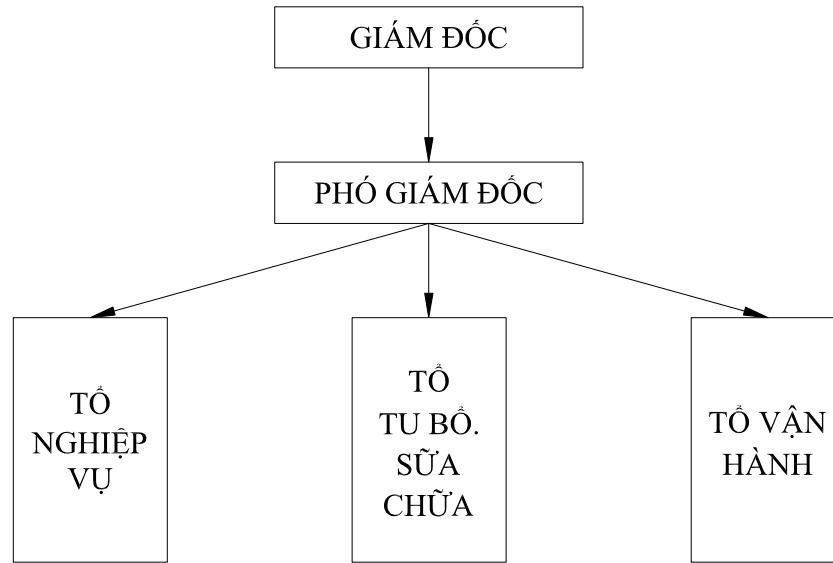 GIÁM ĐỐC
PHÓ GIÁM ĐỐC
TỔ
NGHIỆP
VỤ
TỔ
TU BỔ.
SỮA
CHỮA
TỔ VẬN
HÀNH